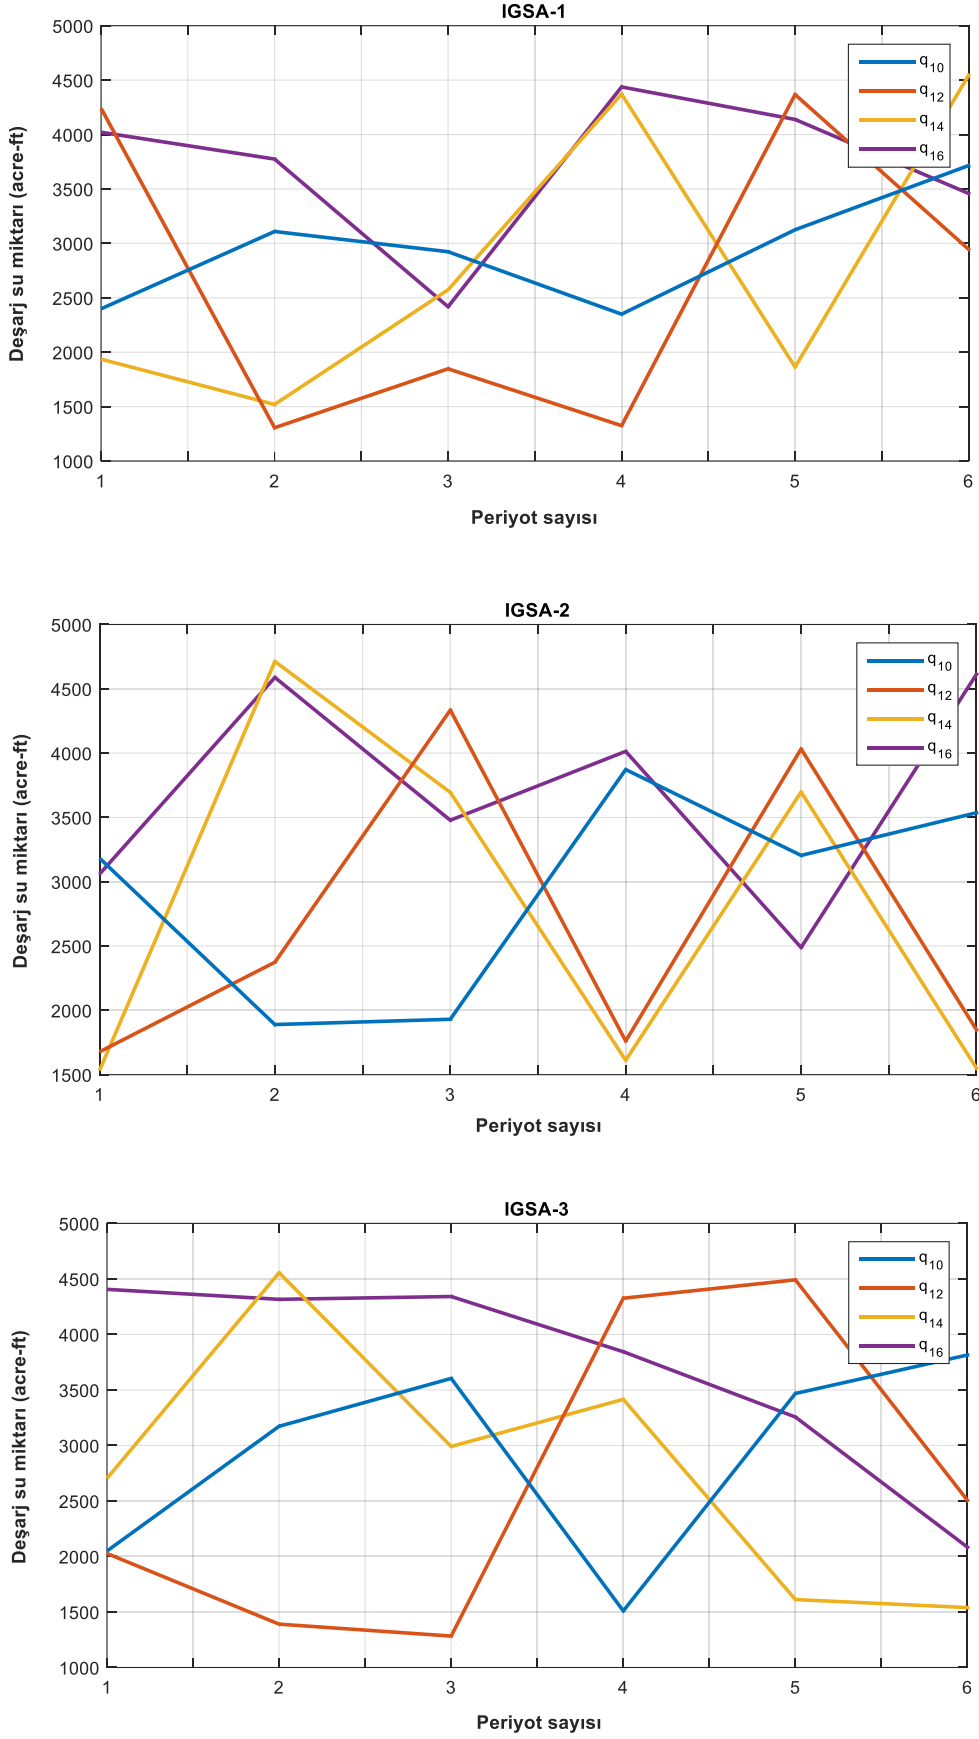 IGSA-1
5000
4500
4000
3500
3000
2500
2000
1500
1000
Deşarj su miktarı (acre-ft)
q10
q12
q14
q16
1 2 3 4 5 6
Periyot sayısı
IGSA-2
5000
4500
4000
3500
3000
2500
2000
1500
Deşarj su miktarı (acre-ft)
q10
q12
q14
q16
1 2 3 4 5 6
Periyot sayısı
IGSA-3
5000
4500
4000
3500
3000
2500
2000
1500
1000
Deşarj su miktarı (acre-ft)
q10
q12
q14
q16
1 2 3 4 5 6
Periyot sayısı